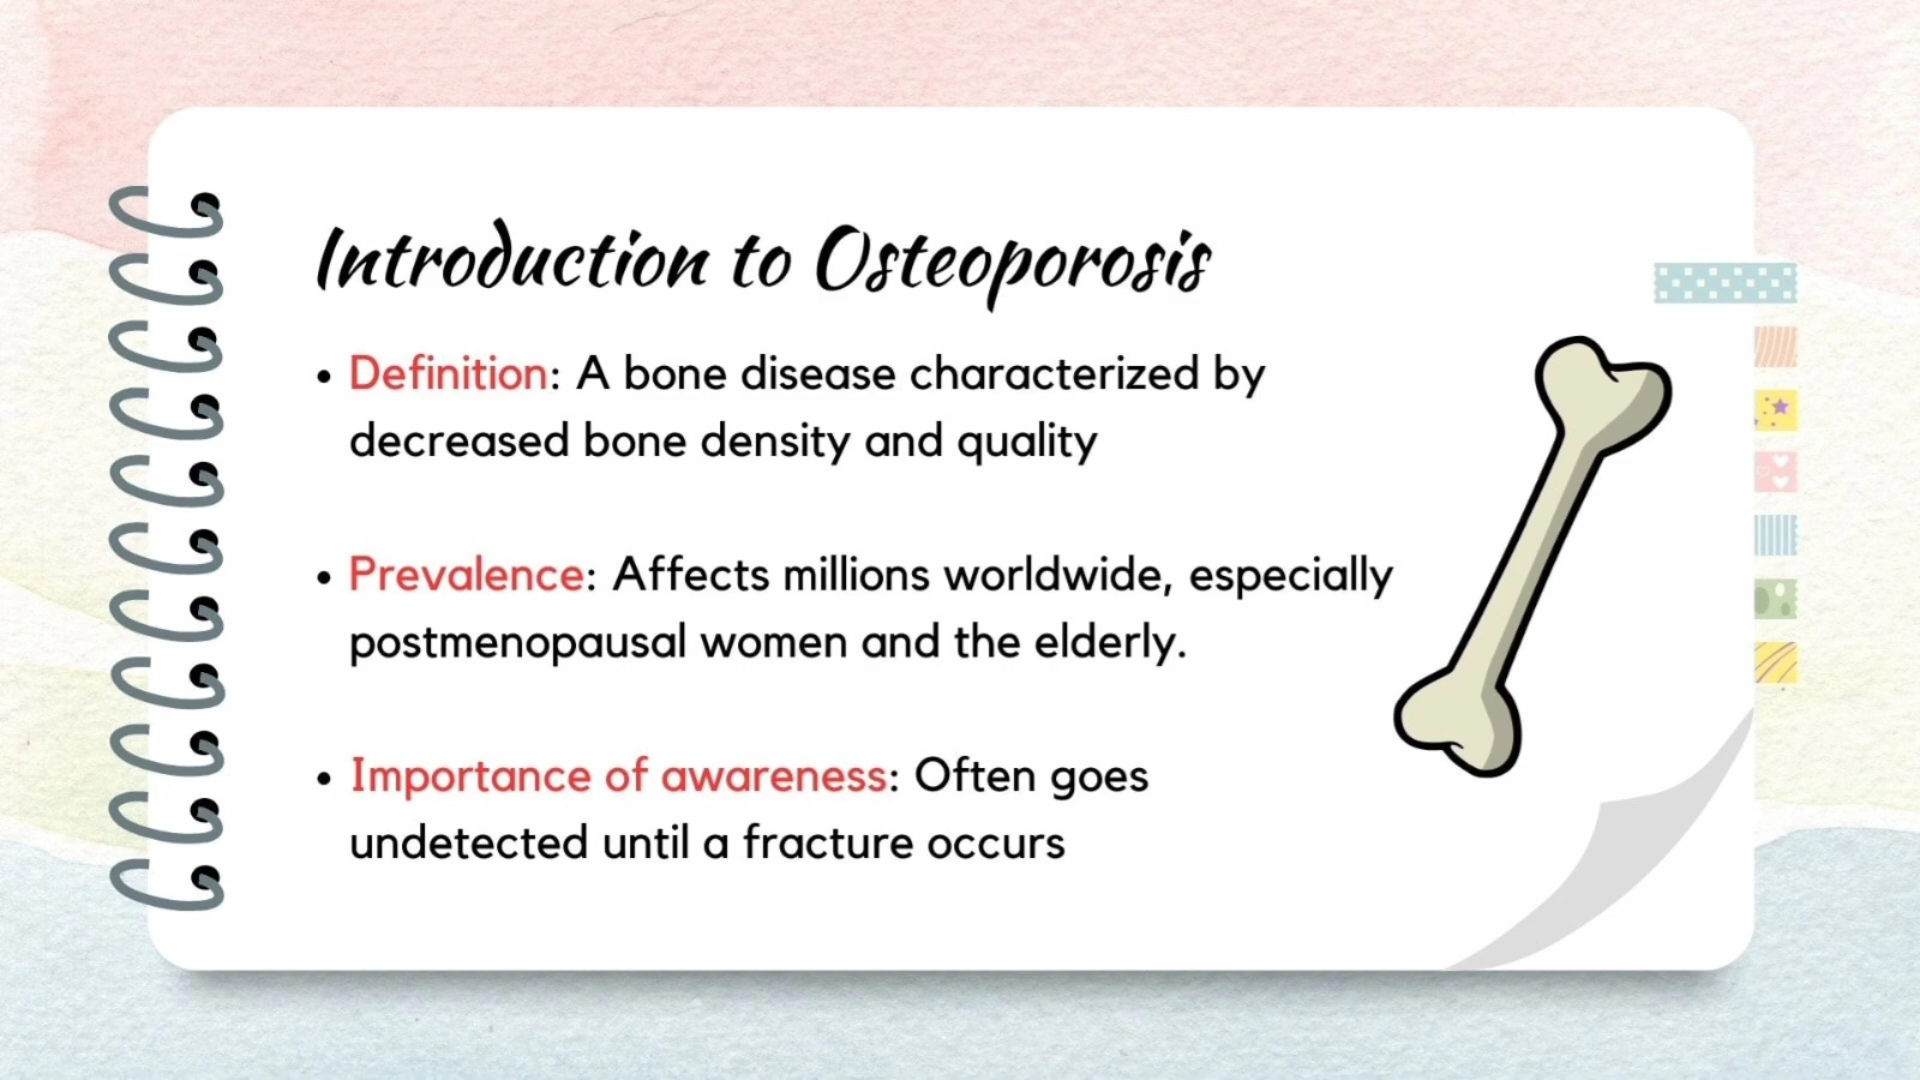 Introduction to Osteoporosis
• Definition: A bone disease characterized by
decreased bone density and quality
• Prevalence: Affects millions worldwide, especially
postmenopausal women and the elderly.
• Importance of awareness: Often goes
undetected until a fracture occurs